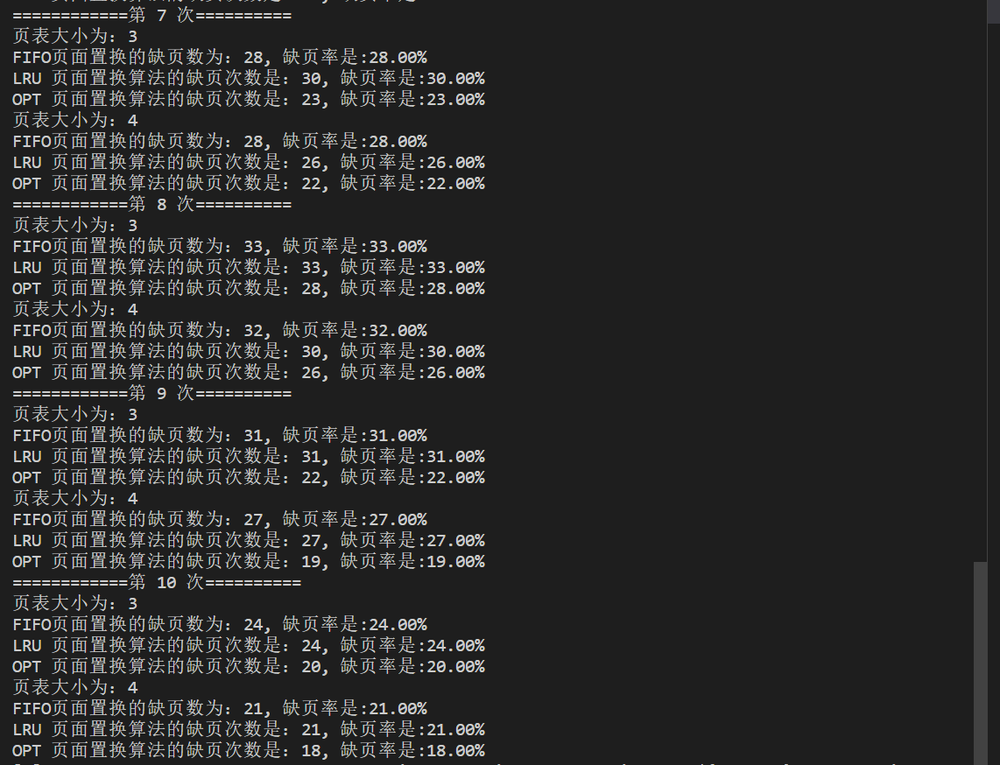 ============第 7 次==========
页表大小为: 3
FIFO页面置换的缺页数为: 28, 缺页率是:28.00%
LRU 页面置换算法的缺页次数是: 30, 缺页率是:30.00%
OPT 页面置换算法的缺页次数是: 23, 缺页率是:23.00%
页表大小为: 4
FIFO页面置换的缺页数为: 28, 缺页率是:28.00%
LRU 页面置换算法的缺页次数是: 26, 缺页率是:26.00%
OPT 页面置换算法的缺页次数是: 22, 缺页率是:22.00%
============第 8 次==========
页表大小为: 3
FIFO页面置换的缺页数为: 33, 缺页率是:33.00%
LRU 页面置换算法的缺页次数是: 33, 缺页率是:33.00%
OPT 页面置换算法的缺页次数是: 28, 缺页率是:28.00%
页表大小为: 4
FIFO页面置换的缺页数为: 32, 缺页率是:32.00%
LRU 页面置换算法的缺页次数是: 30, 缺页率是:30.00%
OPT 页面置换算法的缺页次数是: 26, 缺页率是:26.00%
============第 9 次==========
页表大小为: 3
FIFO页面置换的缺页数为: 31, 缺页率是:31.00%
LRU 页面置换算法的缺页次数是: 31, 缺页率是:31.00%
OPT 页面置换算法的缺页次数是: 22, 缺页率是:22.00%
页表大小为: 4
FIFO页面置换的缺页数为: 27, 缺页率是:27.00%
LRU 页面置换算法的缺页次数是: 27, 缺页率是:27.00%
OPT 页面置换算法的缺页次数是: 19, 缺页率是:19.00%
============第 10 次==========
页表大小为: 3
FIFO页面置换的缺页数为: 24, 缺页率是:24.00%
LRU 页面置换算法的缺页次数是: 24, 缺页率是:24.00%
OPT 页面置换算法的缺页次数是: 20, 缺页率是:20.00%
页表大小为: 4
FIFO页面置换的缺页数为: 21, 缺页率是:21.00%
LRU 页面置换算法的缺页次数是: 21, 缺页率是:21.00%
OPT 页面置换算法的缺页次数是: 18, 缺页率是:18.00%